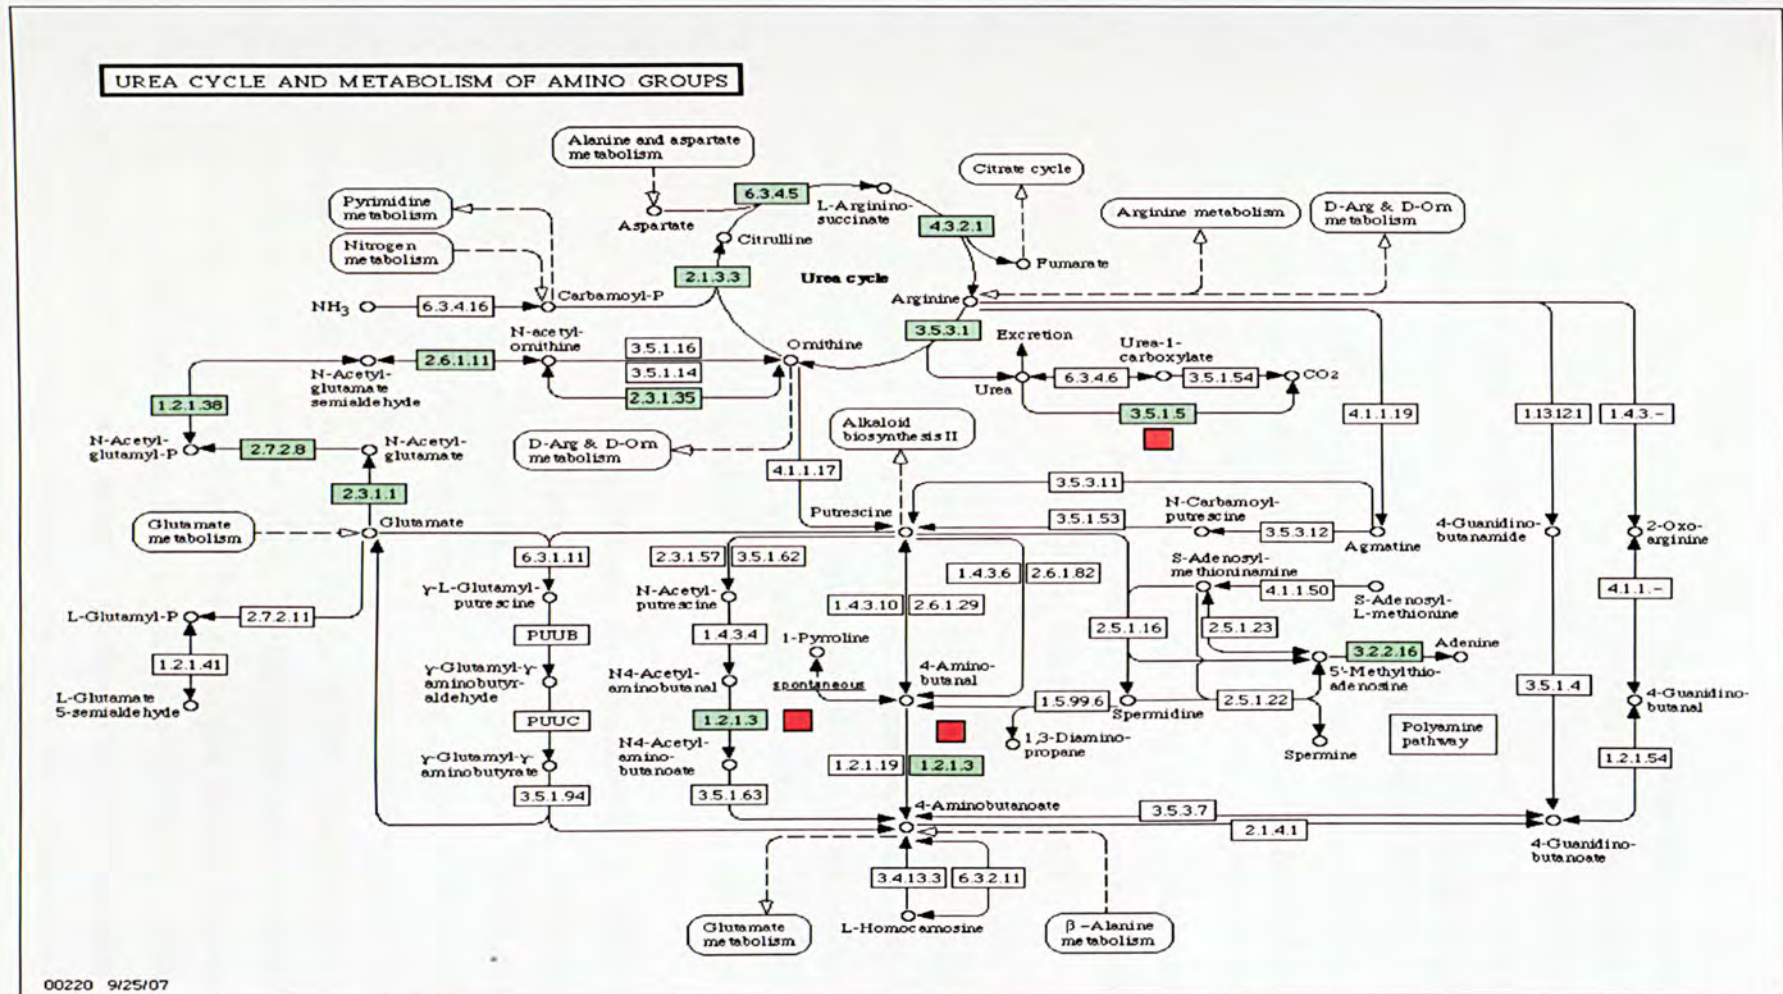 UREA CYCLE AND METABOLISM OF AMINO GROUPS
Alanine and aspartate
metabolism
Citrate cycle
Pyrimidine
metabolism
6.3.4.5
L-Arginino-
succinate
Arginine metabolism
D-Arg & D-Orn
metabolism
Aspartate
4.3.2.1
Nitrogen
metabolism
Citrulline
Fumarate
2.1.3.3
Urea cycle
NH3
6.3.4.16
Carbamoyl-P
Arginine
N-acetyl-
ornithine
3.5.1.16
3.5.1.14
Ornithine
3.5.3.1
Excretion
Urea-1-
carboxylate
2.6.1.11
N-Acetyl-
glutamate
semialdehyde
2.3.1.35
Urea
6.3.4.6
3.5.1.54
CO2
1.2.1.38
3.5.1.5
4.1.1.19
1.13.12.1
1.4.3.-
N-Acetyl-
glutamyl-P
2.7.2.8
N-Acetyl-
glutamate
D-Arg & D-Orn
metabolism
Alkaloid
biosynthesis II
4.1.1.17
2.3.1.1
3.5.3.11
Glutamate
metabolism
Glutamate
Putrescine
3.5.1.53
N-Carbamoyl-
putrescine
3.5.3.12
Agmatine
4-Guanidino-
butanamide
2-Oxo-
arginine
6.3.1.11
2.3.1.57
3.5.1.62
1.4.3.6
2.6.1.82
S-Adenosyl-
methioninamine
4.1.1.50
S-Adenosyl-
L-methionine
4.1.1.-
γ-L-Glutamyl-
putrescine
N-Acetyl-
putrescine
1.4.3.10
2.6.1.29
L-Glutamyl-P
2.7.2.11
PUUB
1.4.3.4
1-Pyrroline
2.5.1.16
2.5.1.23
3.2.2.16
Adenine
1.2.1.41
γ-Glutamyl-γ-
aminobutyr-
aldehyde
N4-Acetyl-
aminobutanal
spontaneous
4-Amino-
butanal
5'-Methylthio-
adenosine
3.5.1.4
L-Glutamate
5-semialdehyde
PUUC
1.2.1.3
1.5.99.6
Spermidine
2.5.1.22
4-Guanidino-
butanal
1,3-Diamino-
propane
Spermine
Polyamine
pathway
γ-Glutamyl-γ-
aminobutyrate
N4-Acetyl-
amino-
butanoate
1.2.1.19
1.2.1.3
1.2.1.54
3.5.1.94
3.5.1.63
4-Aminobutanoate
3.5.3.7
2.1.4.1
4-Guanidino-
butanoate
3.4.13.3
6.3.2.11
Glutamate
metabolism
L-Homocarnosine
β-Alanine
metabolism
00220 9/25/07